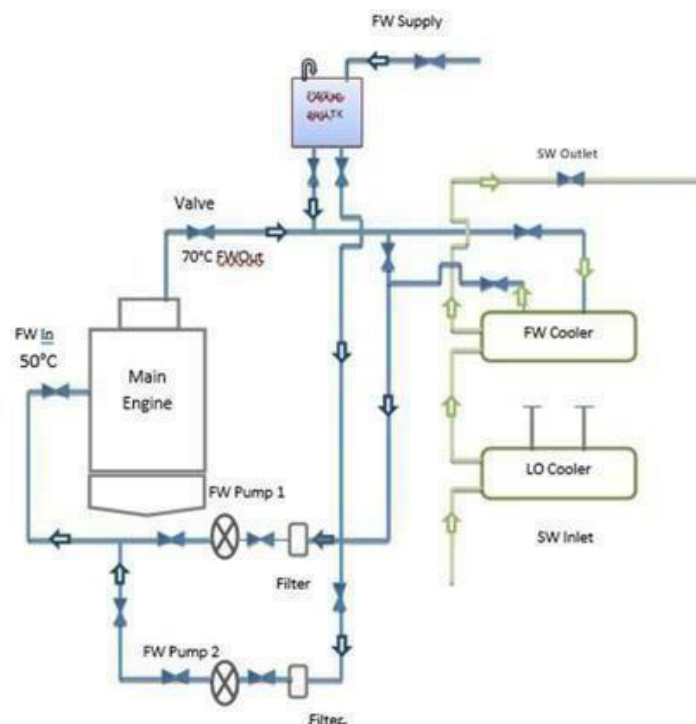 FW Supply
SW Outlet
Valve
70°C FWOut
FW In
50°C
Main
Engine
FW Cooler
LO Cooler
FW Pump 1
SW Inlet
Filter
FW Pump 2
Filter.